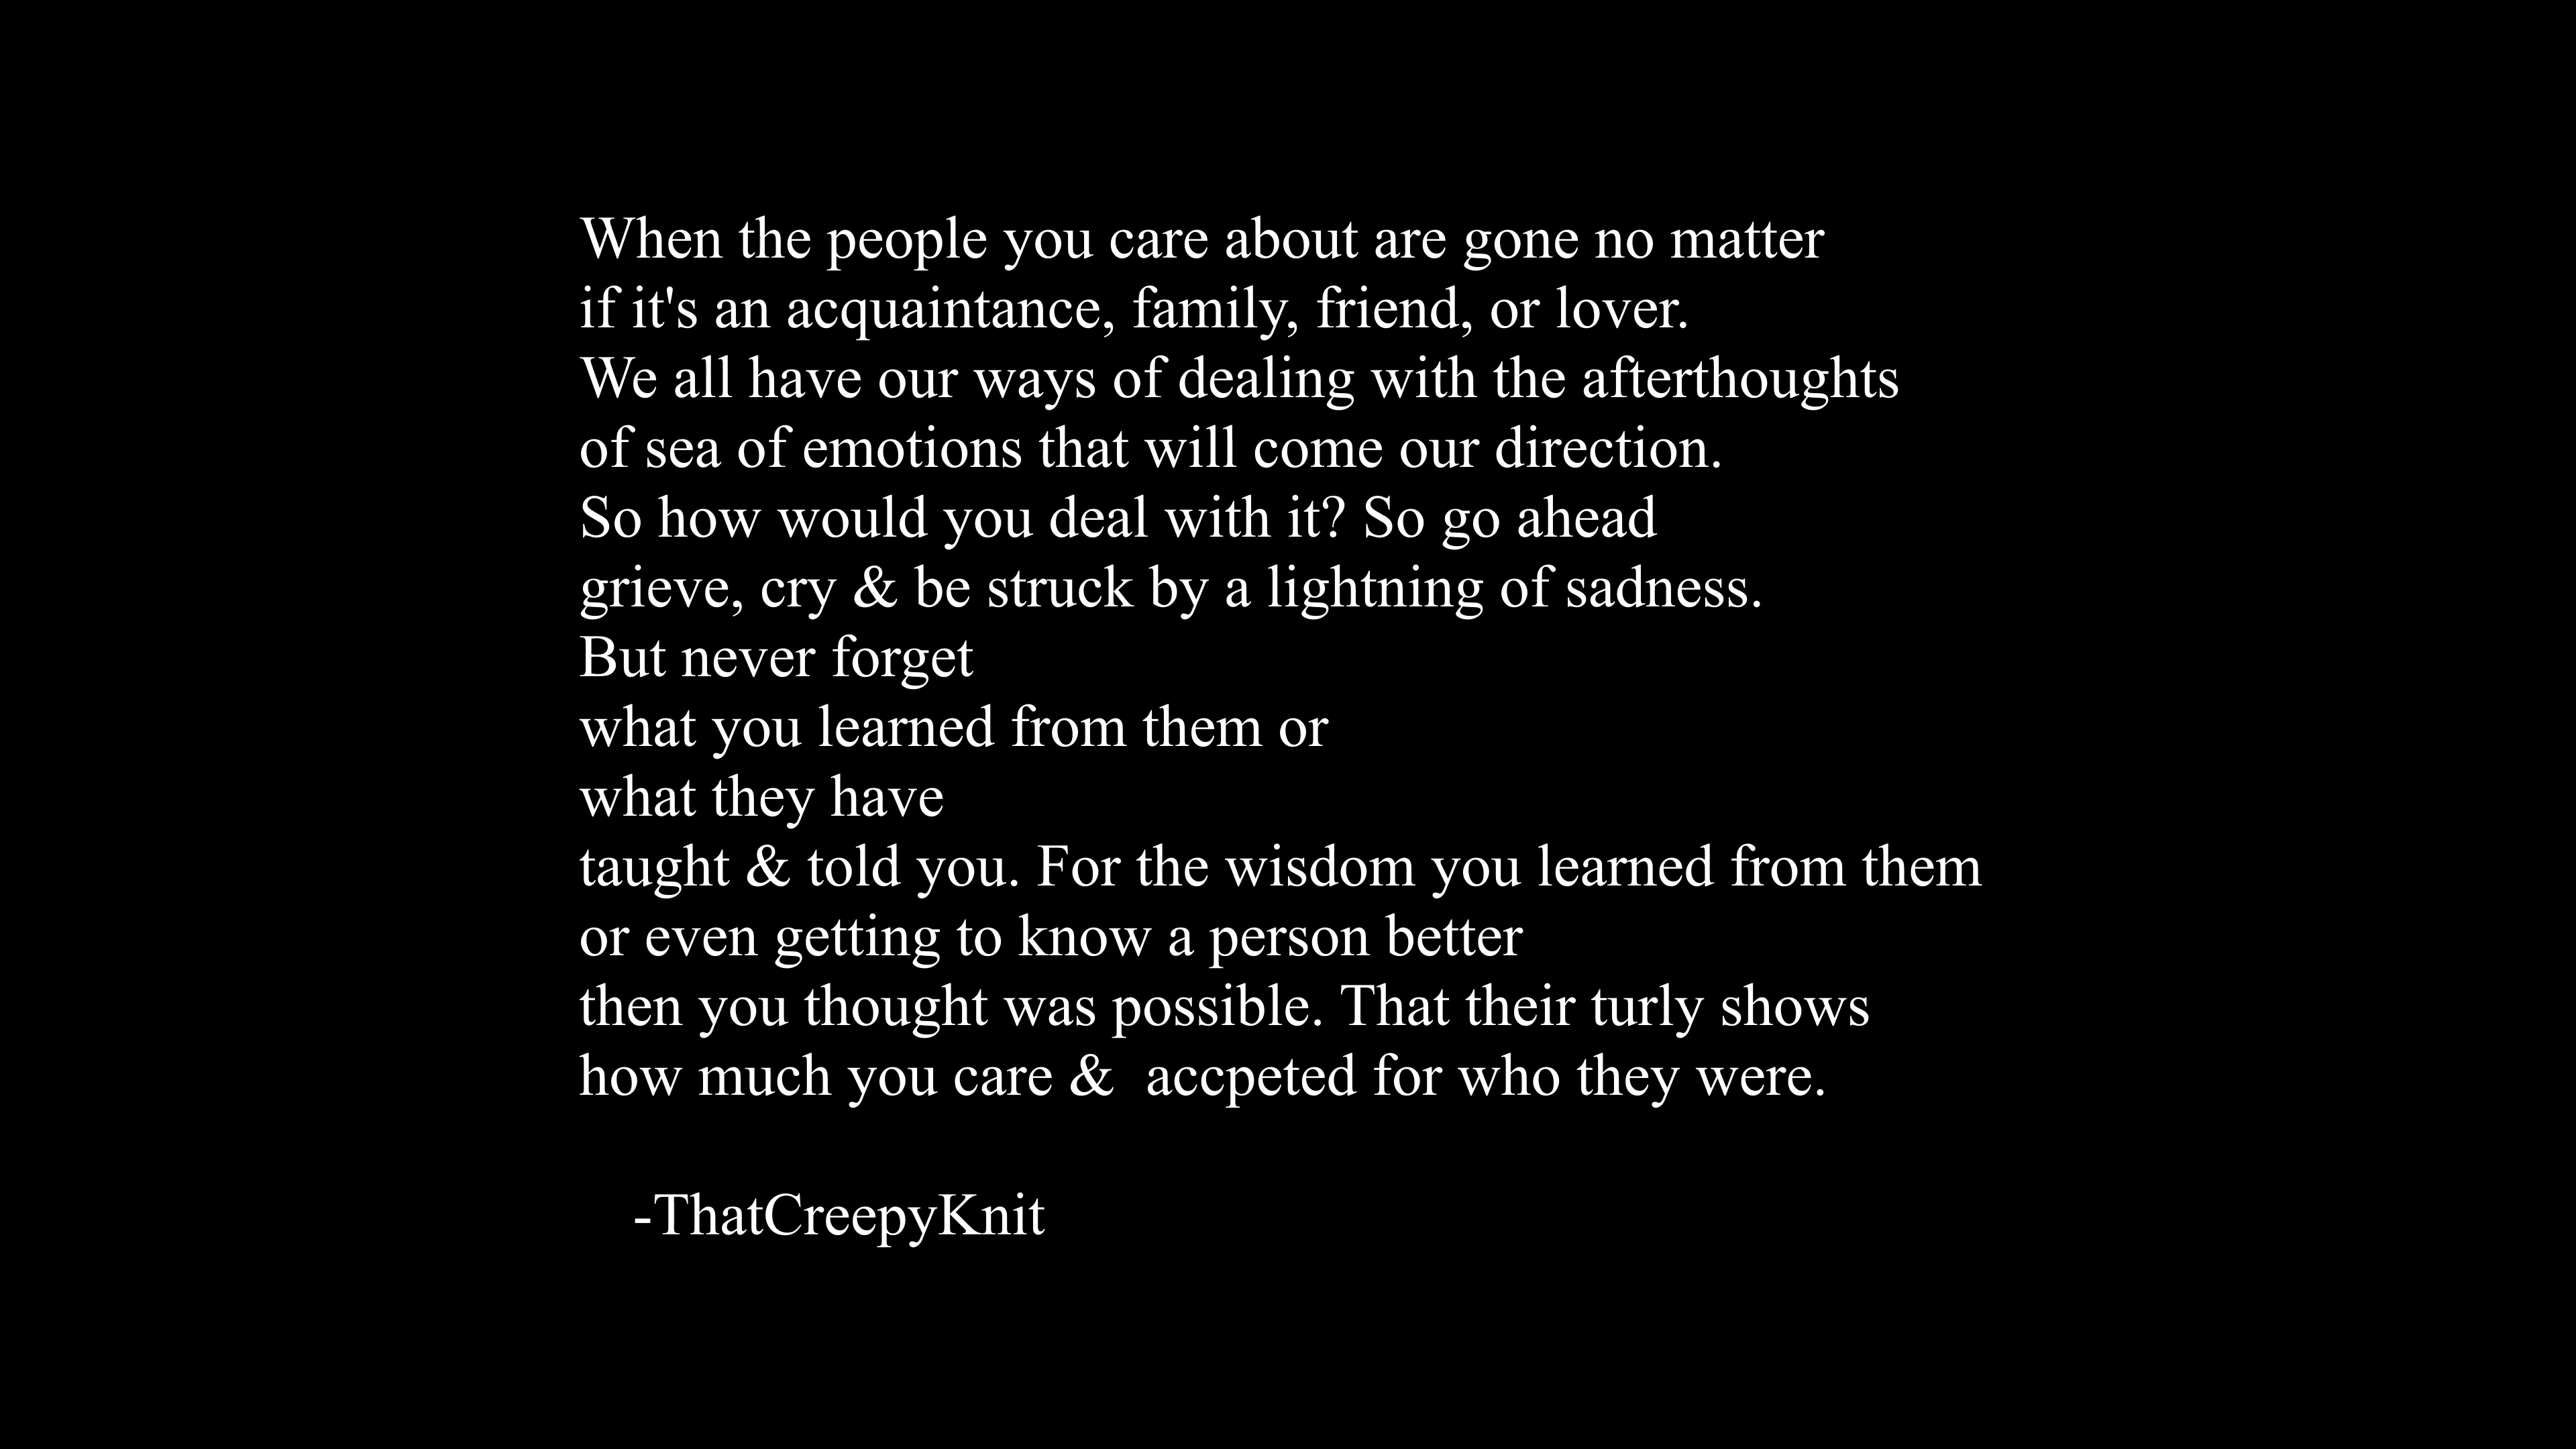 When the people you care about are gone no matter
if it's an acquaintance, family, friend, or lover.
We all have our ways of dealing with the afterthoughts
of sea of emotions that will come our direction.
So how would you deal with it? So go ahead
grieve, cry & be struck by a lightning of sadness.
But never forget
what you learned from them or
what they have
taught & told you. For the wisdom you learned from them
or even getting to know a person better
then you thought was possible. That their turly shows
how much you care &  accpeted for who they were.
-ThatCreepyKnit